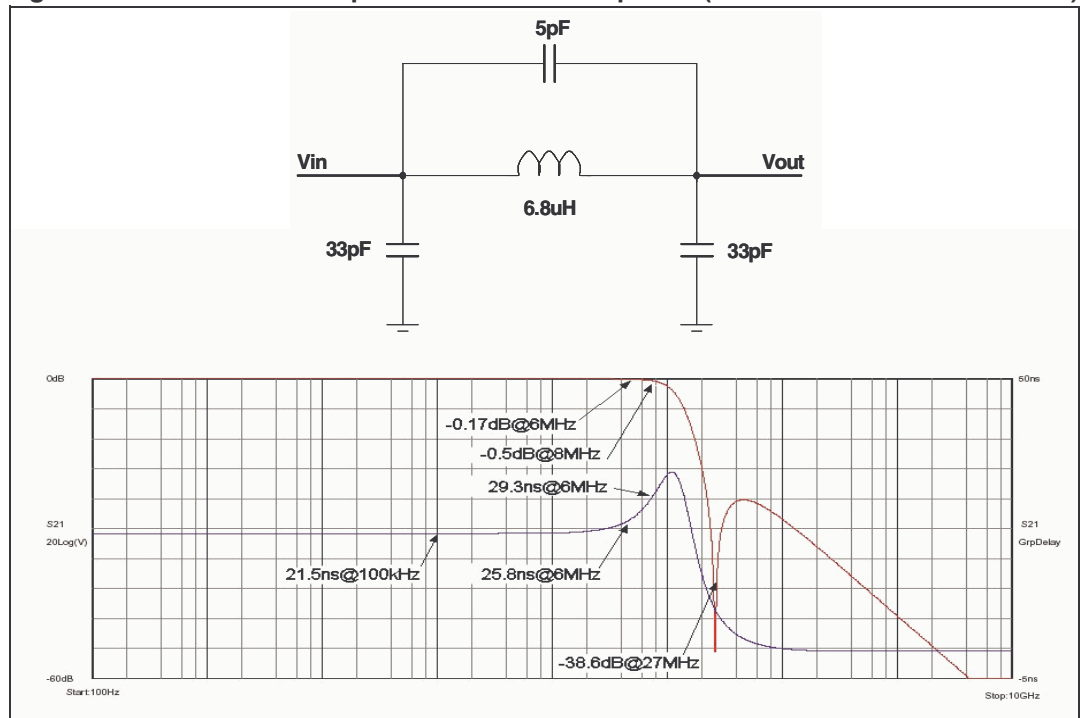 5pF
Vin
Vout
6.8uH
33pF
33pF
0dB
50ns
-0.17dB@6MHz
-0.5dB@8MHz
29.3ns@6MHz
S21
20Log(V)
S21
GrpDelay
21.5ns@100kHz
25.8ns@6MHz
-38.6dB@27MHz
-60dB
-5ns
Start:100Hz
Stop:10GHz